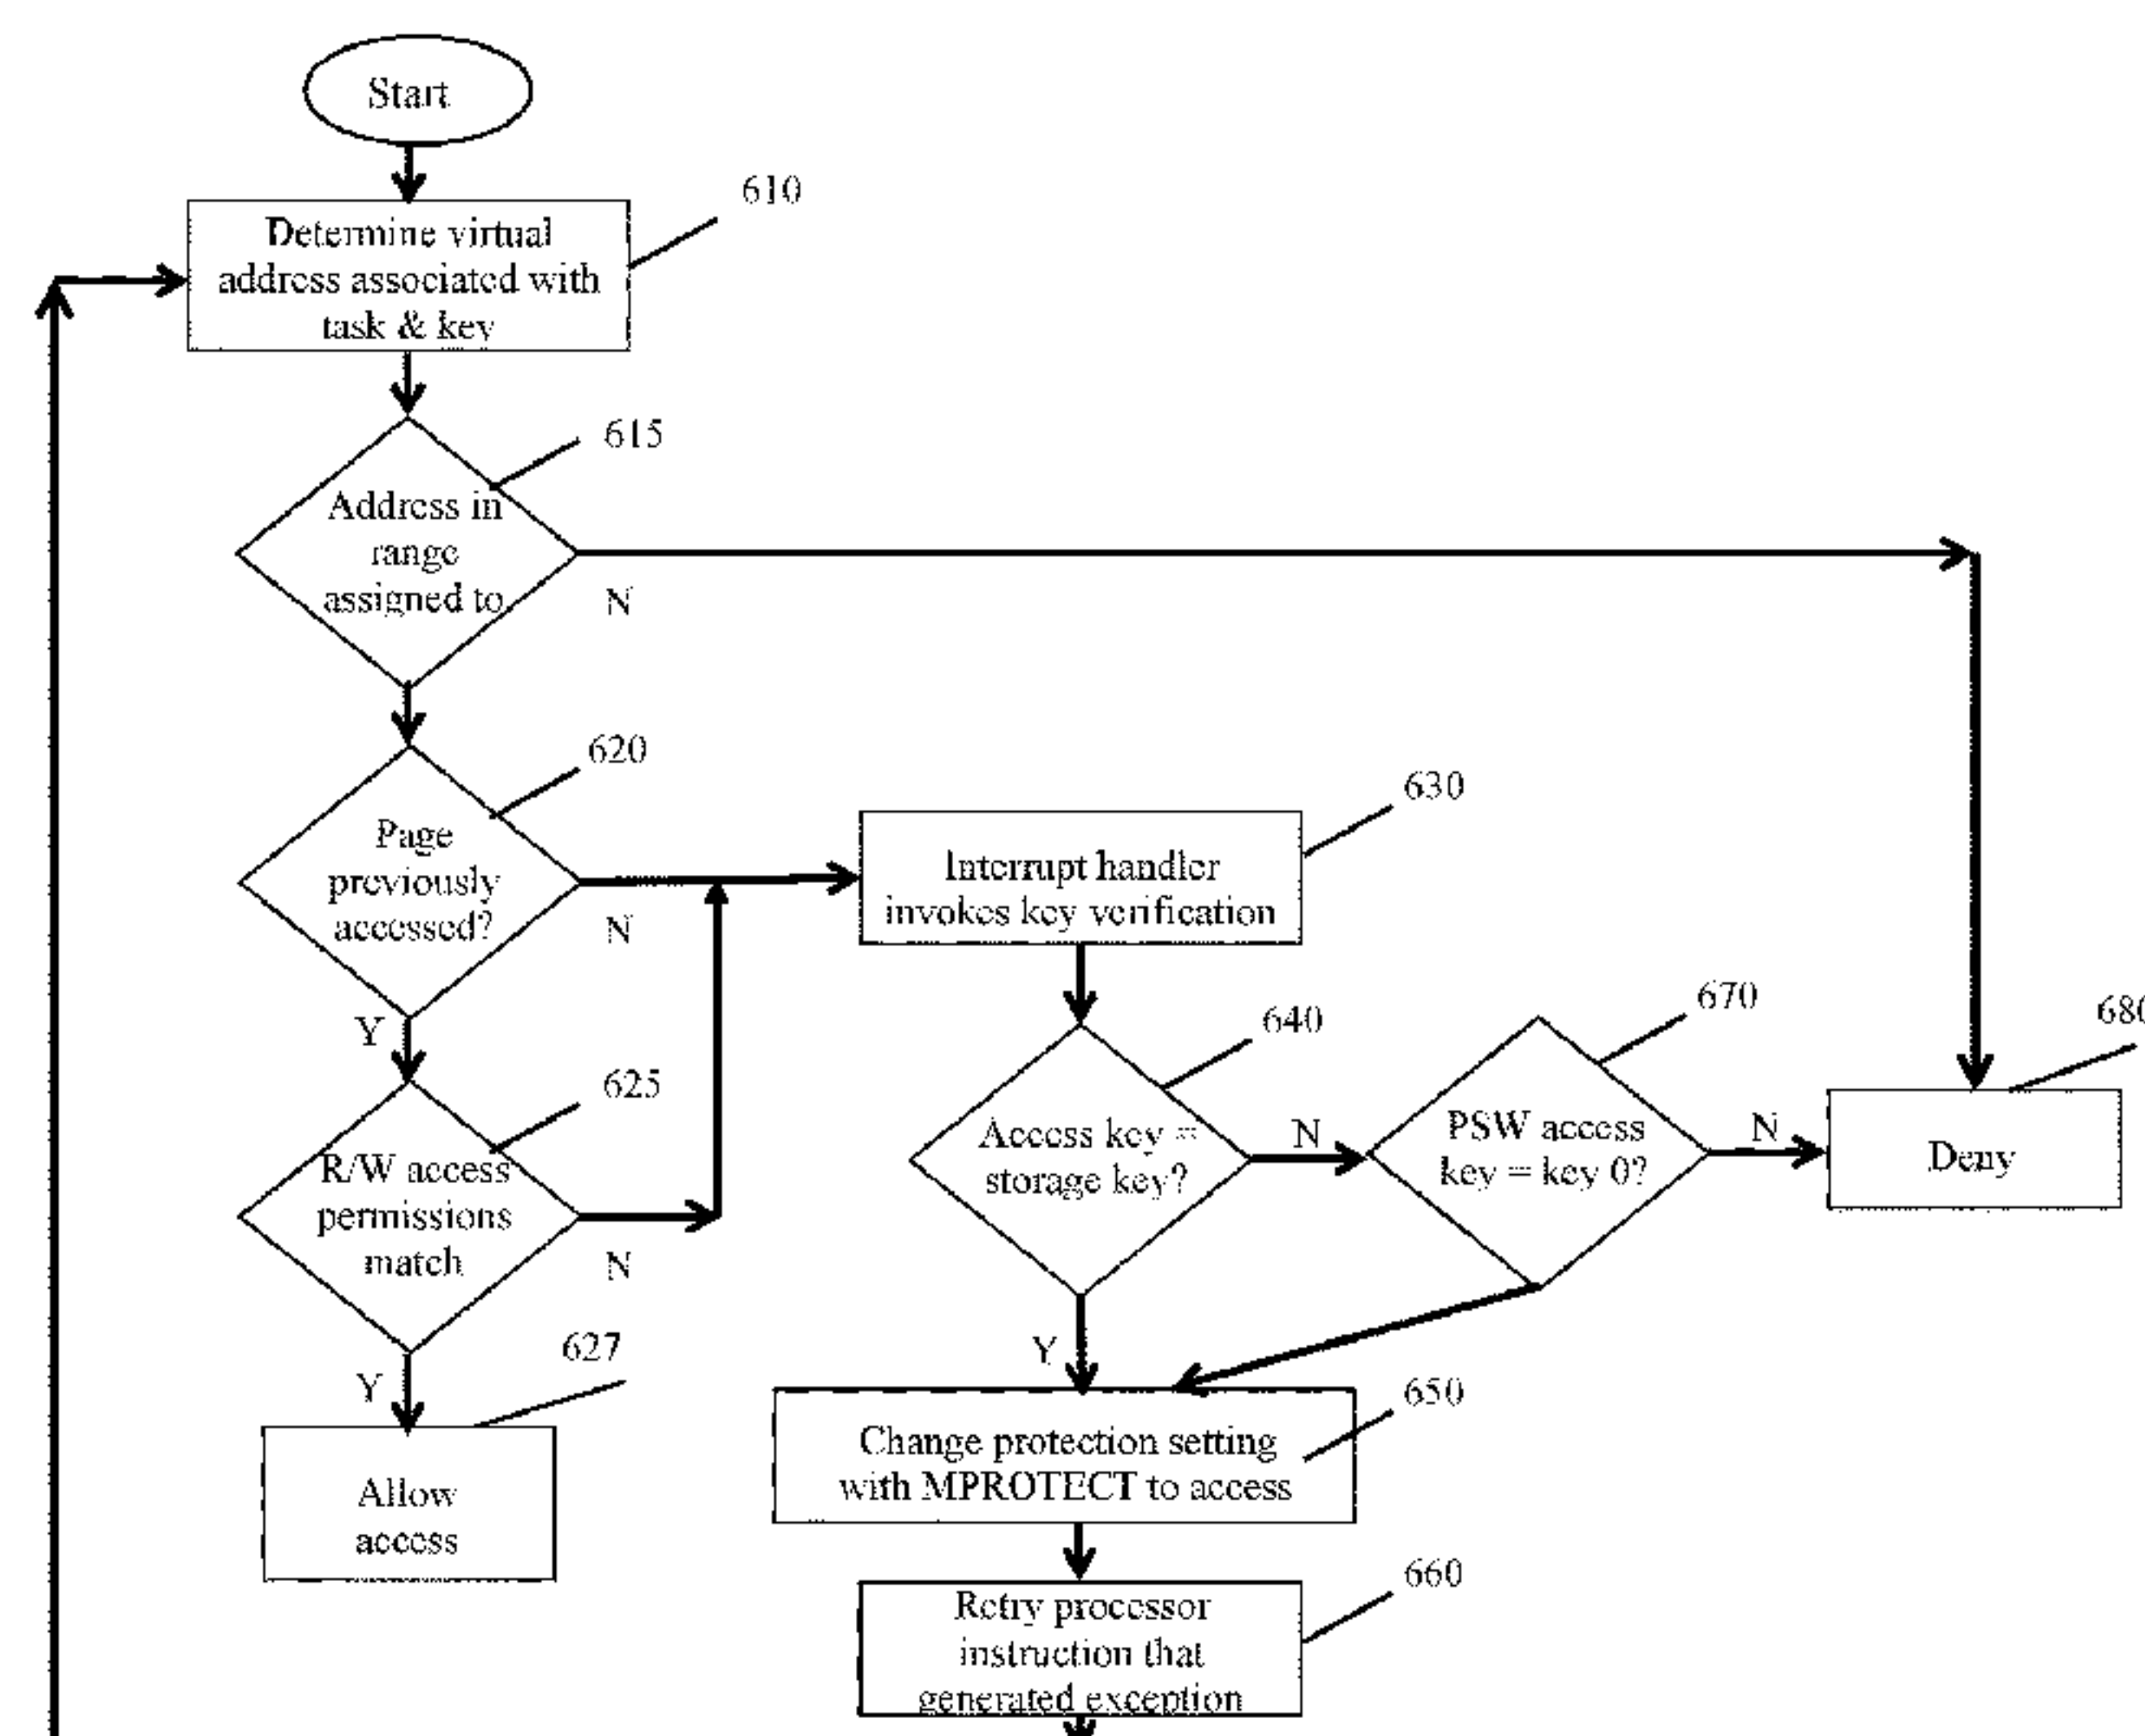 Start
610
Determine virtual
address associated with
task & key
615
Address in
range
assigned to
N
620
Page
previously
accessed?
N
Y
630
Interrupt handler
invokes key verification
625
R/W access
permissions
match
N
Y
640
Access key =
storage key?
N
Y
670
PSW access
key = key 0?
N
680
Deny
627
Allow
access
650
Change protection setting
with MPROTECT to access
660
Retry processor
instruction that
generated exception